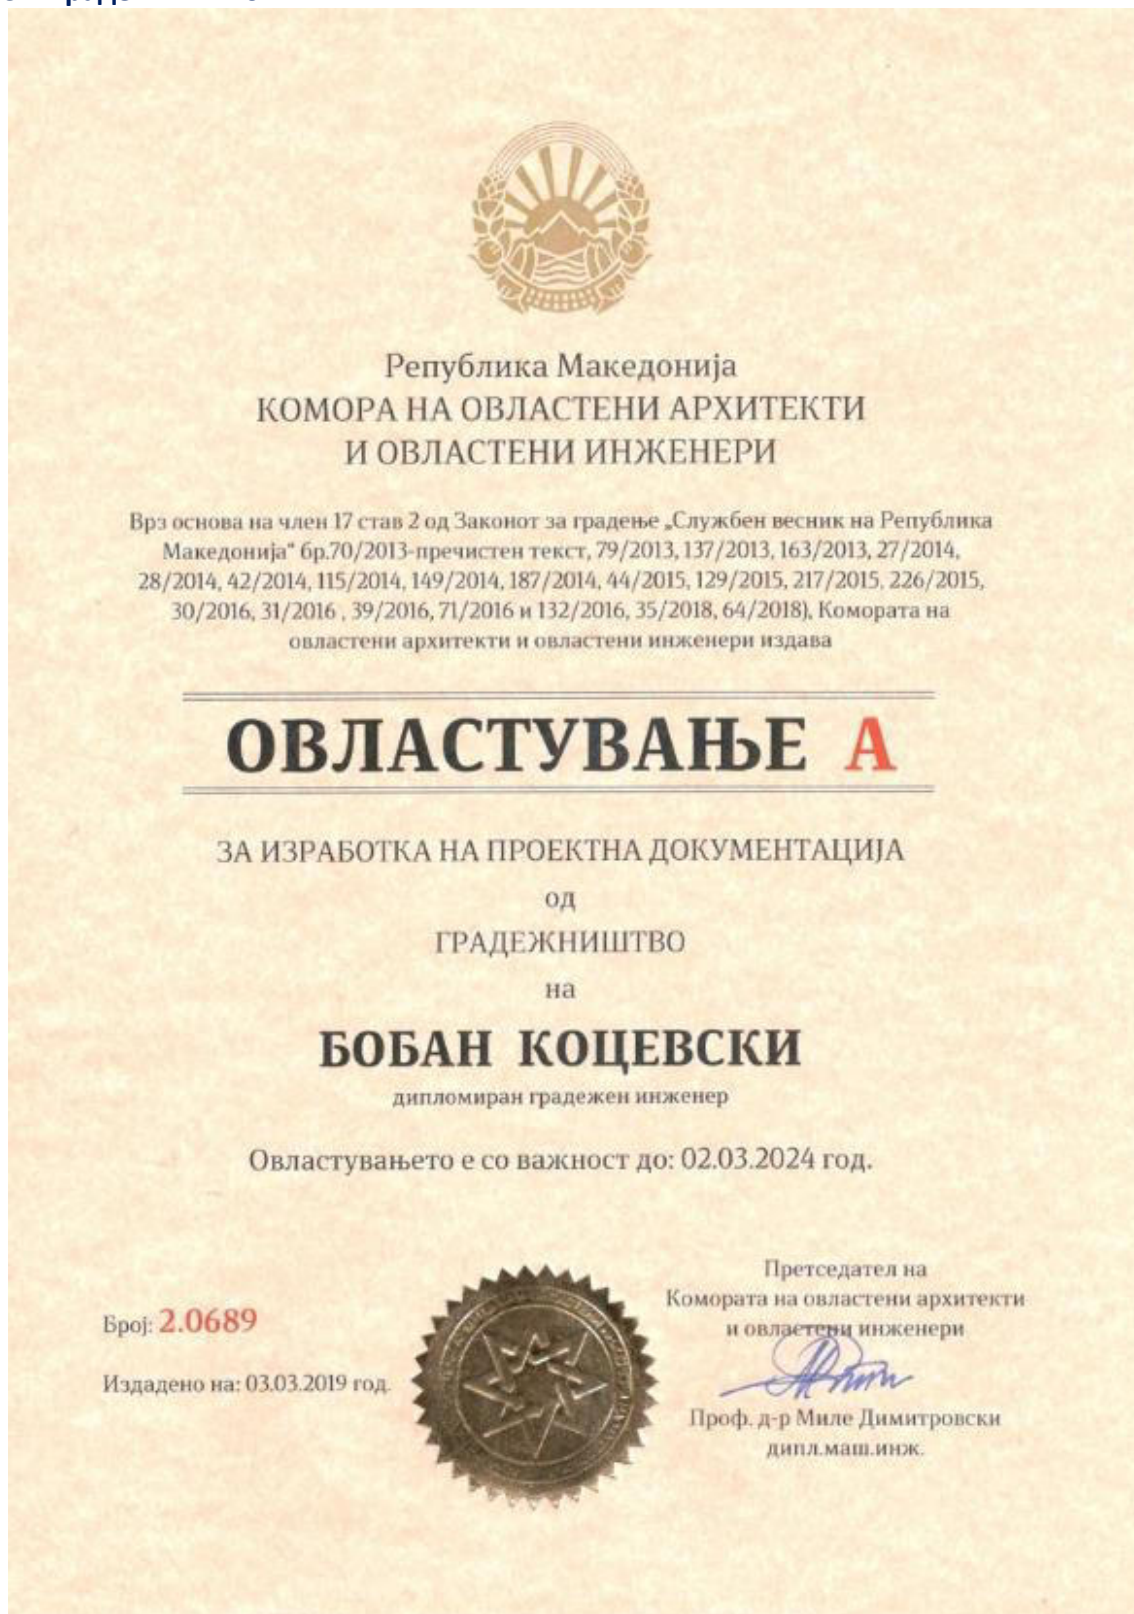 Република Македонија
КОМОРА НА ОВЛАСТЕНИ АРХИТЕКТИ
И ОВЛАСТЕНИ ИНЖЕНЕРИ
Врз основа на член 17 став 2 од Законот за градење „Службен весник на Република
Македонија“ бр.70/2013-пречистен текст, 79/2013, 137/2013, 163/2013, 27/2014,
28/2014, 42/2014, 115/2014, 149/2014, 187/2014, 44/2015, 129/2015, 217/2015, 226/2015,
30/2016, 31/2016 , 39/2016, 71/2016 и 132/2016, 35/2018, 64/2018), Комората на
овластени архитекти и овластени инженери издава
ОВЛАСТУВАЊЕ А
ЗА ИЗРАБОТКА НА ПРОЕКТНА ДОКУМЕНТАЦИЈА
од
ГРАДЕЖНИШТВО
на
БОБАН КОЦЕВСКИ
дипломиран градежен инженер
Овластувањето е со важност до: 02.03.2024 год.
Број: 2.0689
Издадено на: 03.03.2019 год.
Претседател на
Комората на овластени архитекти
и овластени инженери
Проф. д-р Миле Димитровски
дипл.маш.инж.